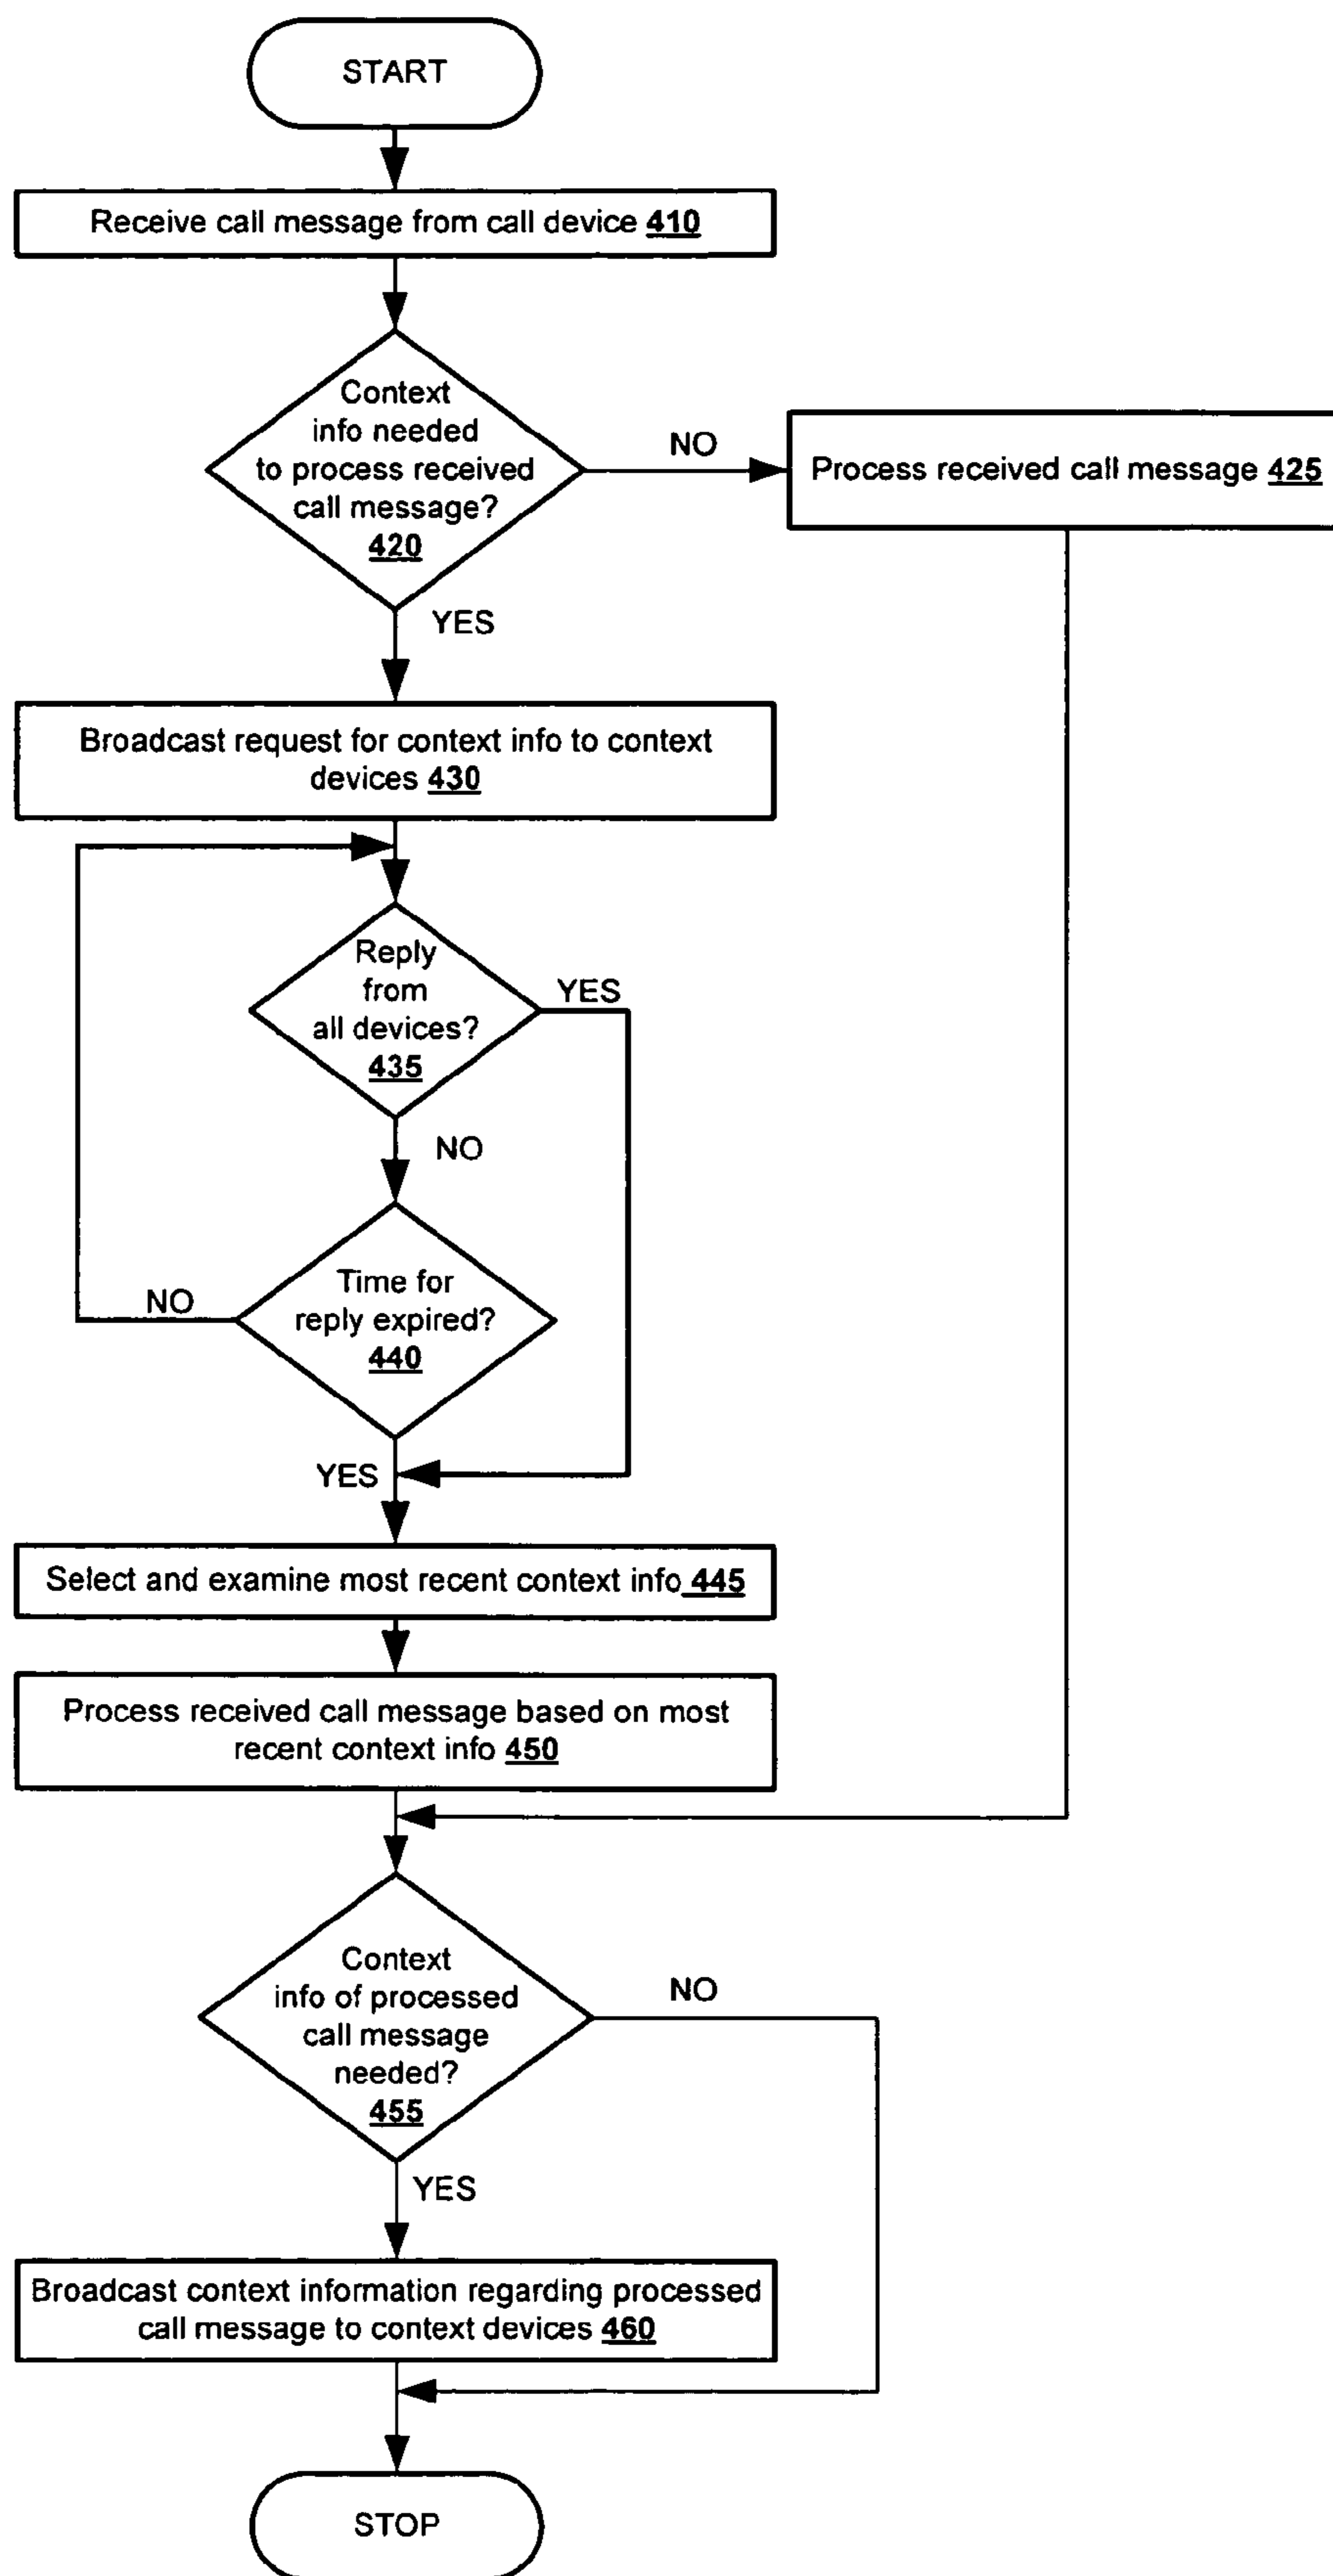 START
Receive call message from call device 410
Context
info needed
to process received
call message?
420
NO
Process received call message 425
YES
Broadcast request for context info to context
devices 430
Reply
from
all devices?
435
YES
NO
Time for
reply expired?
440
NO
YES
Select and examine most recent context info 445
Process received call message based on most
recent context info 450
Context
info of processed
call message
needed?
455
NO
YES
Broadcast context information regarding processed
call message to context devices 460
STOP